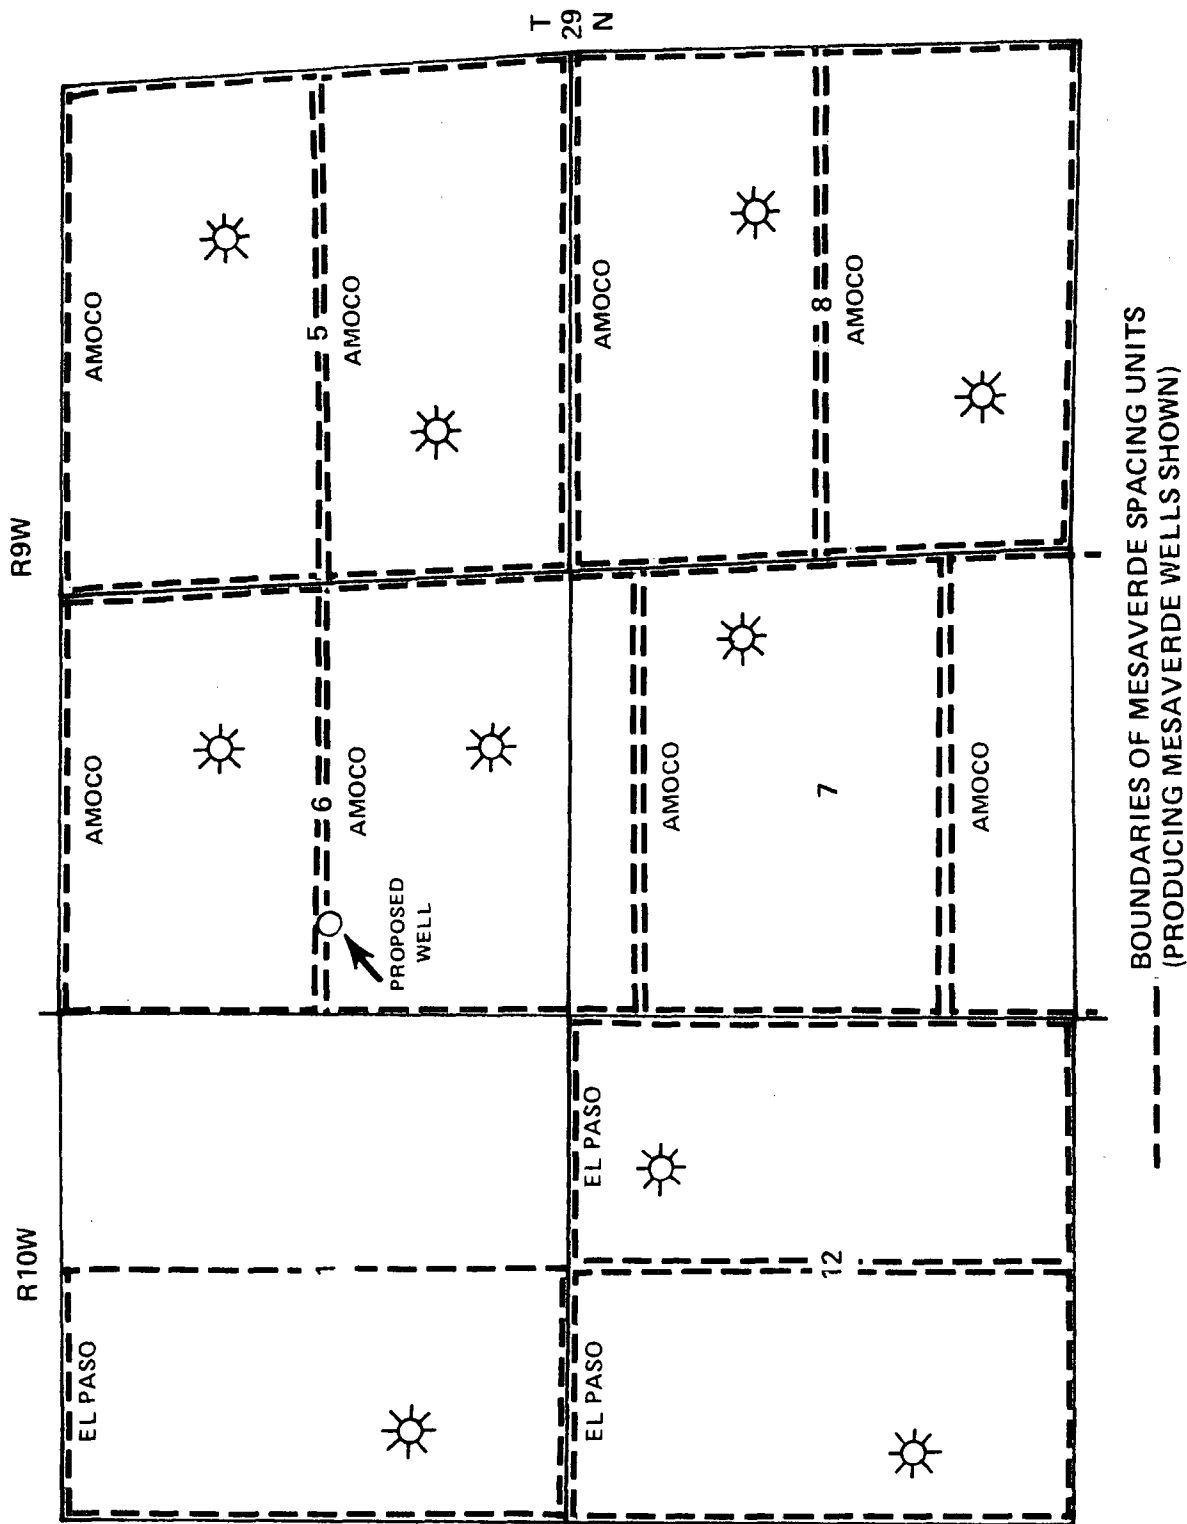 R10W
R9W
EL PASO
AMOCO
AMOCO
1
6
5
AMOCO
AMOCO
PROPOSED
WELL
T
29
N
EL PASO
EL PASO
AMOCO
AMOCO
12
7
8
AMOCO
AMOCO
BOUNDARIES OF MESAVERDE SPACING UNITS
(PRODUCING MESAVERDE WELLS SHOWN)